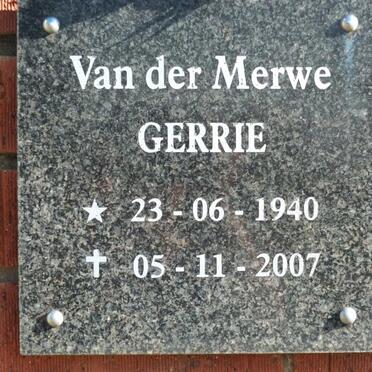 Van der Merwe
GERRIE
★ 23 - 06 - 1940
✝ 05 - 11 - 2007